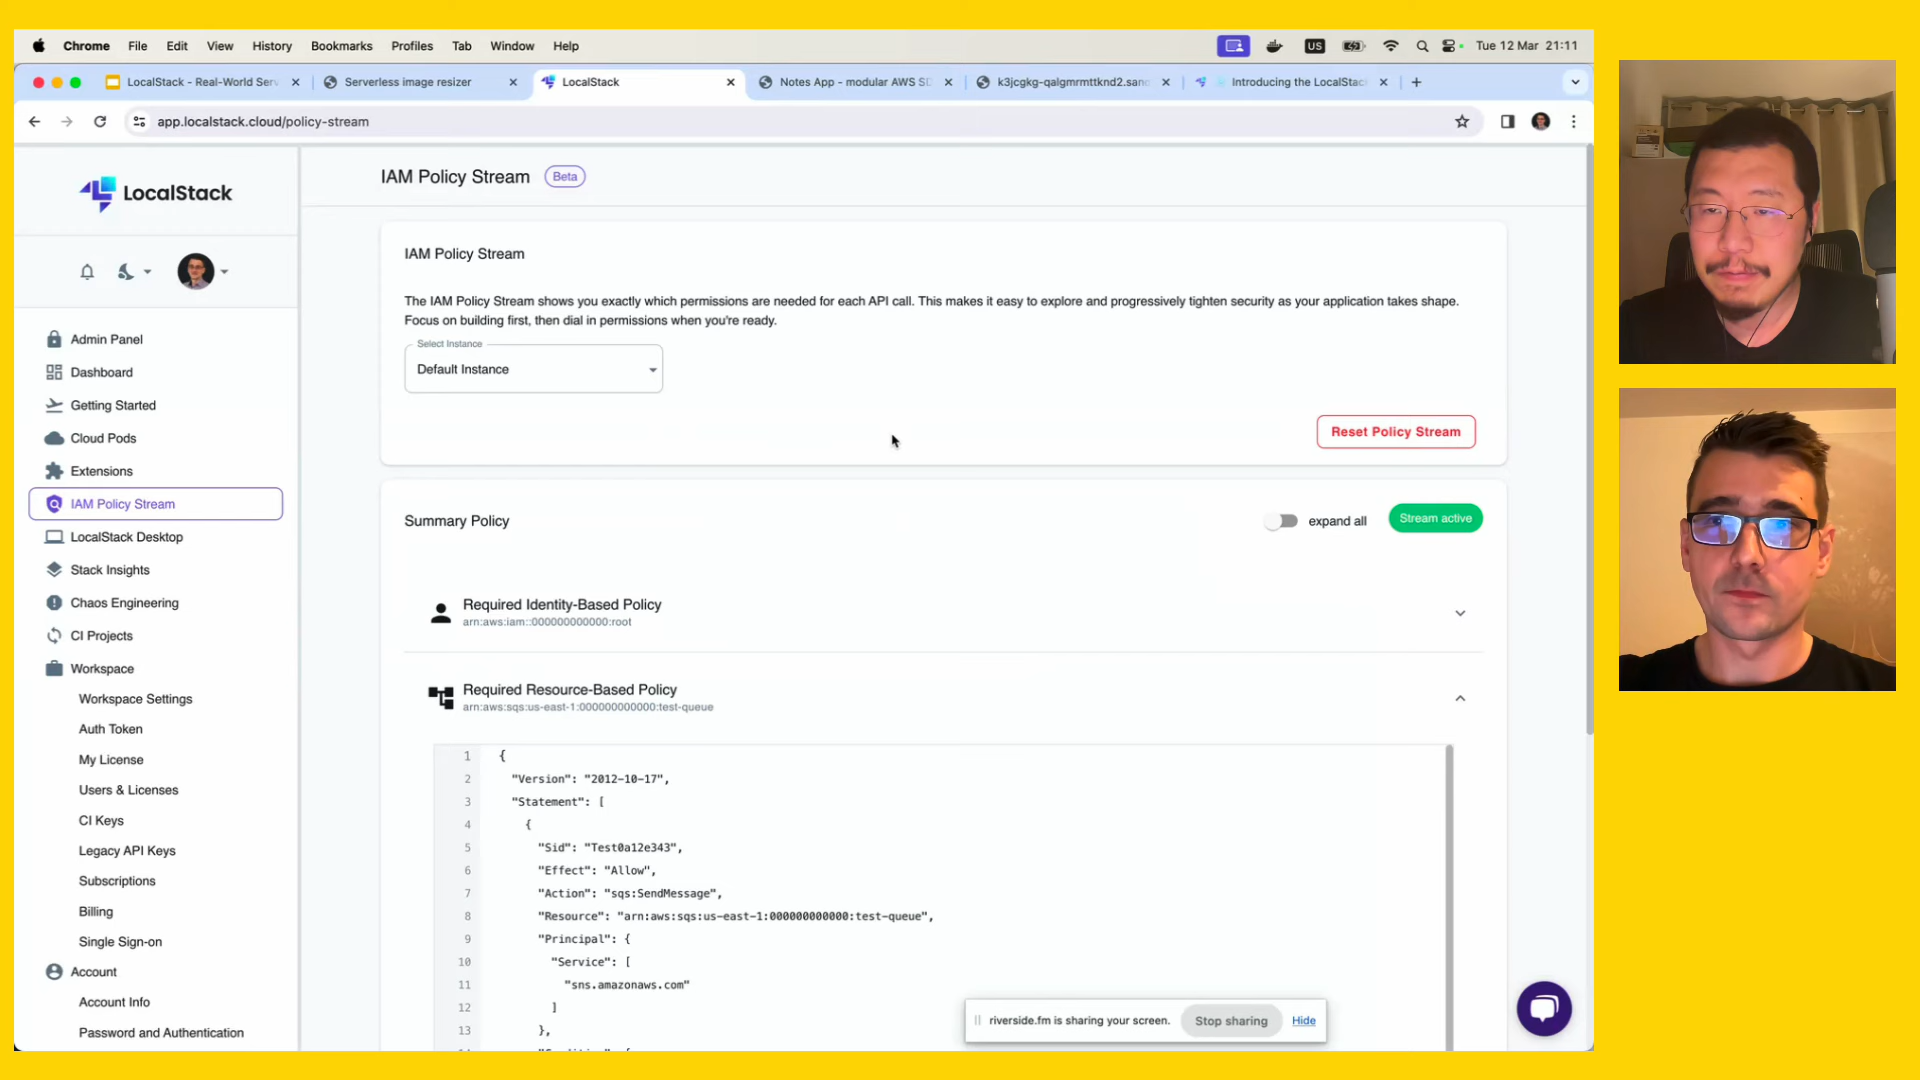 Chrome File Edit View History Bookmarks Profiles Tab Window Help
US
Tue 12 Mar 21:11
LocalStack - Real-World Serv
Serverless image resizer
LocalStack
Notes App - modular AWS SD
k3jcgkg-qalgmrmttknd2.sand
Introducing the LocalStac
app.localstack.cloud/policy-stream
LocalStack
Admin Panel
Dashboard
Getting Started
Cloud Pods
Extensions
IAM Policy Stream
LocalStack Desktop
Stack Insights
Chaos Engineering
CI Projects
Workspace
Workspace Settings
Auth Token
My License
Users & Licenses
CI Keys
Legacy API Keys
Subscriptions
Billing
Single Sign-on
Account
Account Info
Password and Authentication
IAM Policy Stream Beta
IAM Policy Stream
The IAM Policy Stream shows you exactly which permissions are needed for each API call. This makes it easy to explore and progressively tighten security as your application takes shape.
Focus on building first, then dial in permissions when you're ready.
Select Instance
Default Instance
Reset Policy Stream
Summary Policy
expand all
Stream active
Required Identity-Based Policy
arn:aws:iam::000000000000:root
Required Resource-Based Policy
arn:aws:sqs:us-east-1:000000000000:test-queue
1 {
2 "Version": "2012-10-17",
3 "Statement": [
4 {
5 "Sid": "Test0a12e343",
6 "Effect": "Allow",
7 "Action": "sqs:SendMessage",
8 "Resource": "arn:aws:sqs:us-east-1:000000000000:test-queue",
9 "Principal": {
10 "Service": [
11 "sns.amazonaws.com"
12 ]
13 },
riverside.fm is sharing your screen.
Stop sharing
Hide